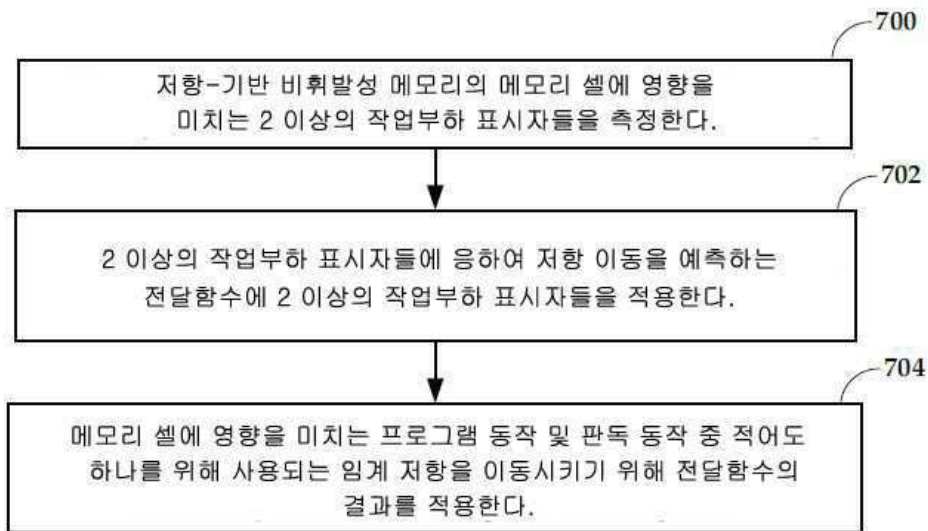 700
저항-기반 비휘발성 메모리의 메모리 셀에 영향을
미치는 2 이상의 작업부하 표시자들을 측정한다.
702
2 이상의 작업부하 표시자들에 응하여 저항 이동을 예측하는
전달함수에 2 이상의 작업부하 표시자들을 적용한다.
704
메모리 셀에 영향을 미치는 프로그램 동작 및 판독 동작 중 적어도
하나를 위해 사용되는 임계 저항을 이동시키기 위해 전달함수의
결과를 적용한다.